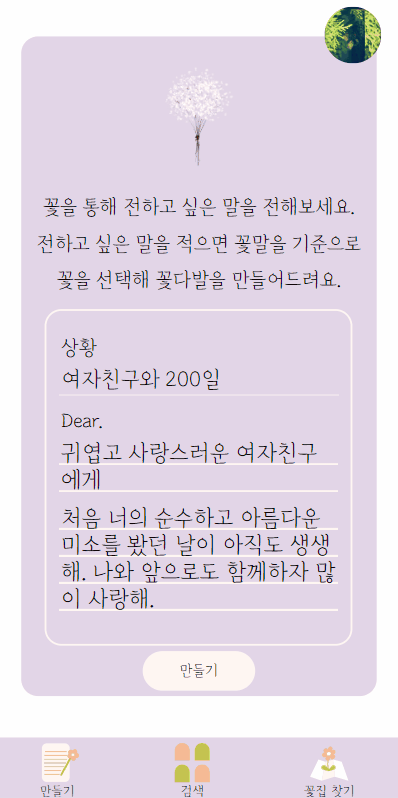 꽃을 통해 전하고 싶은 말을 전해보세요.
전하고 싶은 말을 적으면 꽃말을 기준으로
꽃을 선택해 꽃다발을 만들어드려요.
상황
여자친구와 200일
Dear.
귀엽고 사랑스러운 여자친구
에게
처음 너의 순수하고 아름다운
미소를 봤던 날이 아직도 생생
해. 나와 앞으로도 함께하자 많
이 사랑해.
만들기
만들기
검색
꽃집 찾기